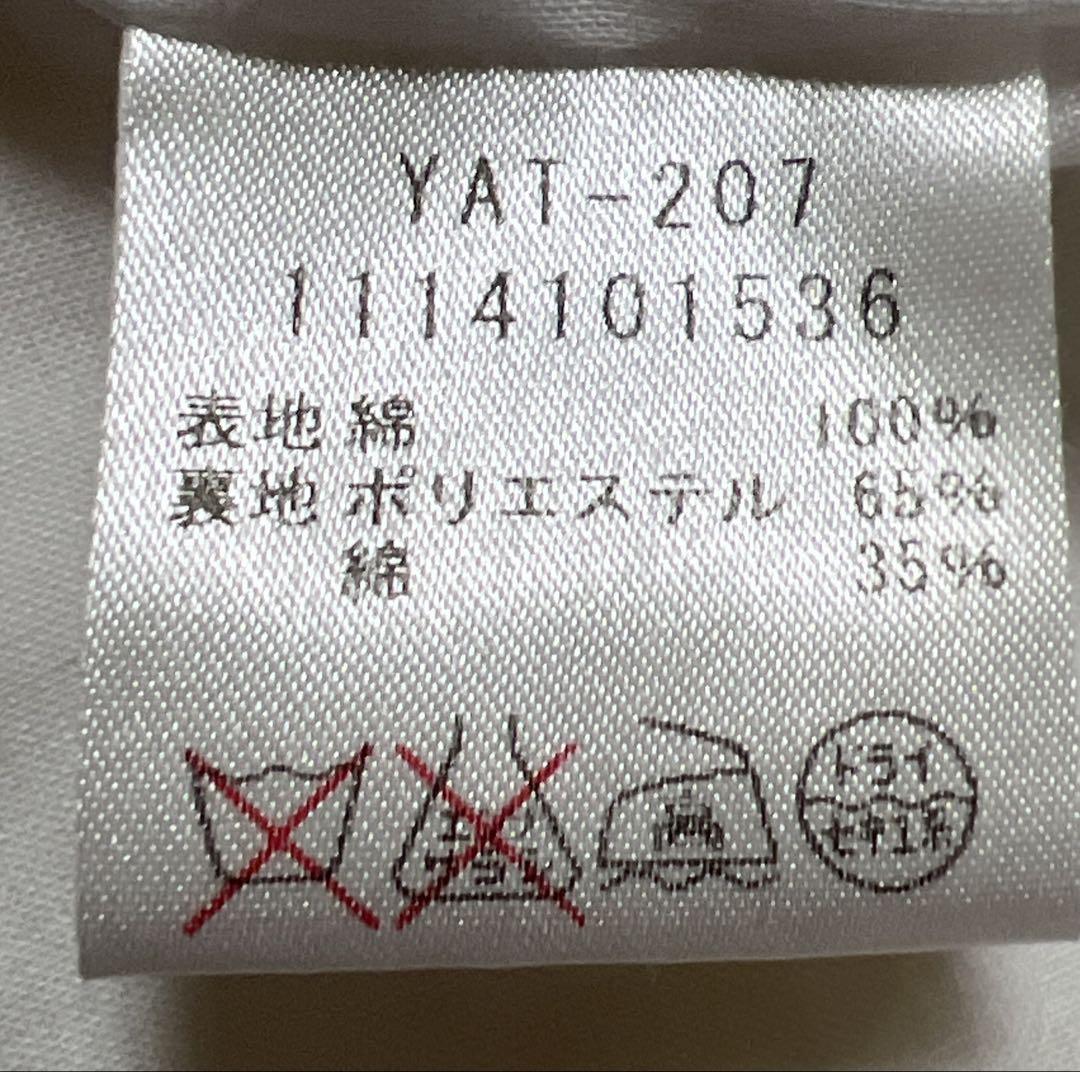 YAT-207
1114101536
表地 綿 100%
裏地 ポリエステル 65%
綿 35%
高
ドライ
セキユ系